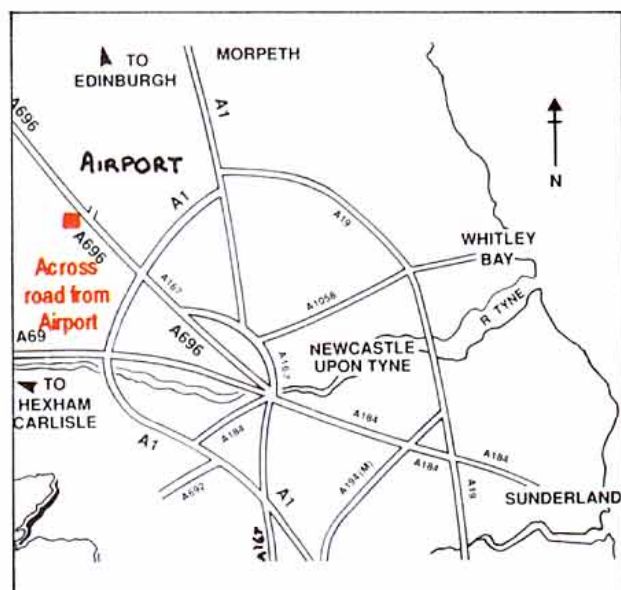 TO
EDINBURGH
MORPETH
A696
A1
AIRPORT
A1
A19
N
A696
WHITLEY
BAY
Across
road from
Airport
A167
A1058
R TYNE
A69
A696
A167
NEWCASTLE
UPON TYNE
TO
HEXHAM
CARLISLE
A1
A184
A184
A184
A184
A692
A1
A194(M)
A19
SUNDERLAND
A167